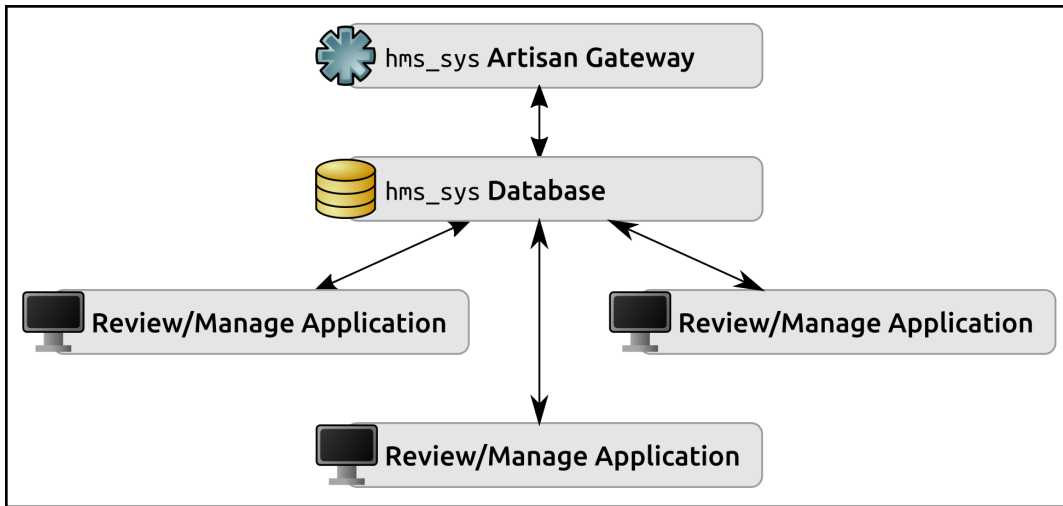 hms_sys Artisan Gateway
hms_sys Database
Review/Manage Application
Review/Manage Application
Review/Manage Application